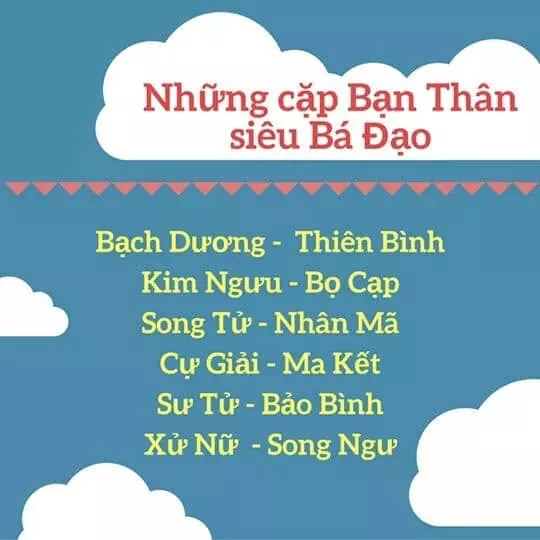 Những cặp Bạn Thân
siêu Bá Đạo
Bạch Dương - Thiên Bình
Kim Ngưu - Bọ Cạp
Song Tử - Nhân Mã
Cự Giải - Ma Kết
Sư Tử - Bảo Bình
Xử Nữ - Song Ngư